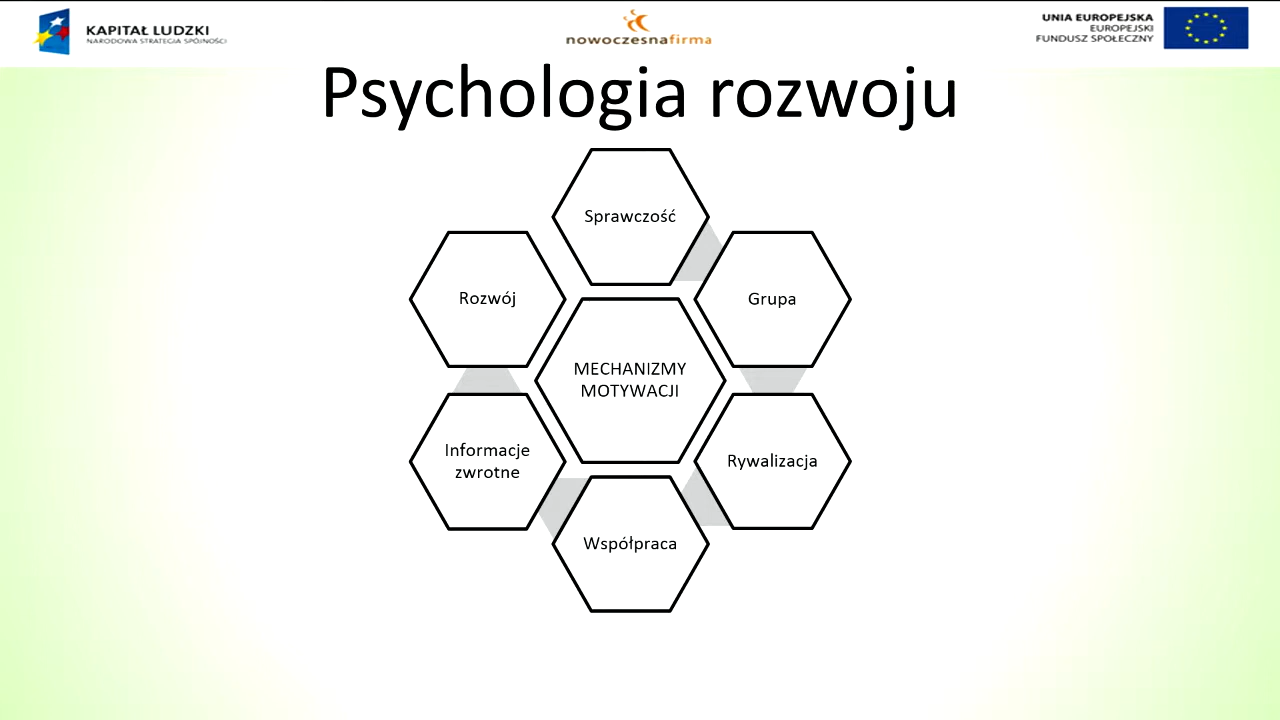 KAPITAŁ LUDZKI
NARODOWA STRATEGIA SPÓJNOŚCI
nowoczesnafirma
UNIA EUROPEJSKA
EUROPEJSKI
FUNDUSZ SPOŁECZNY
Psychologia rozwoju
Sprawczość
Rozwój
Grupa
MECHANIZMY
MOTYWACJI
Informacje
zwrotne
Rywalizacja
Współpraca